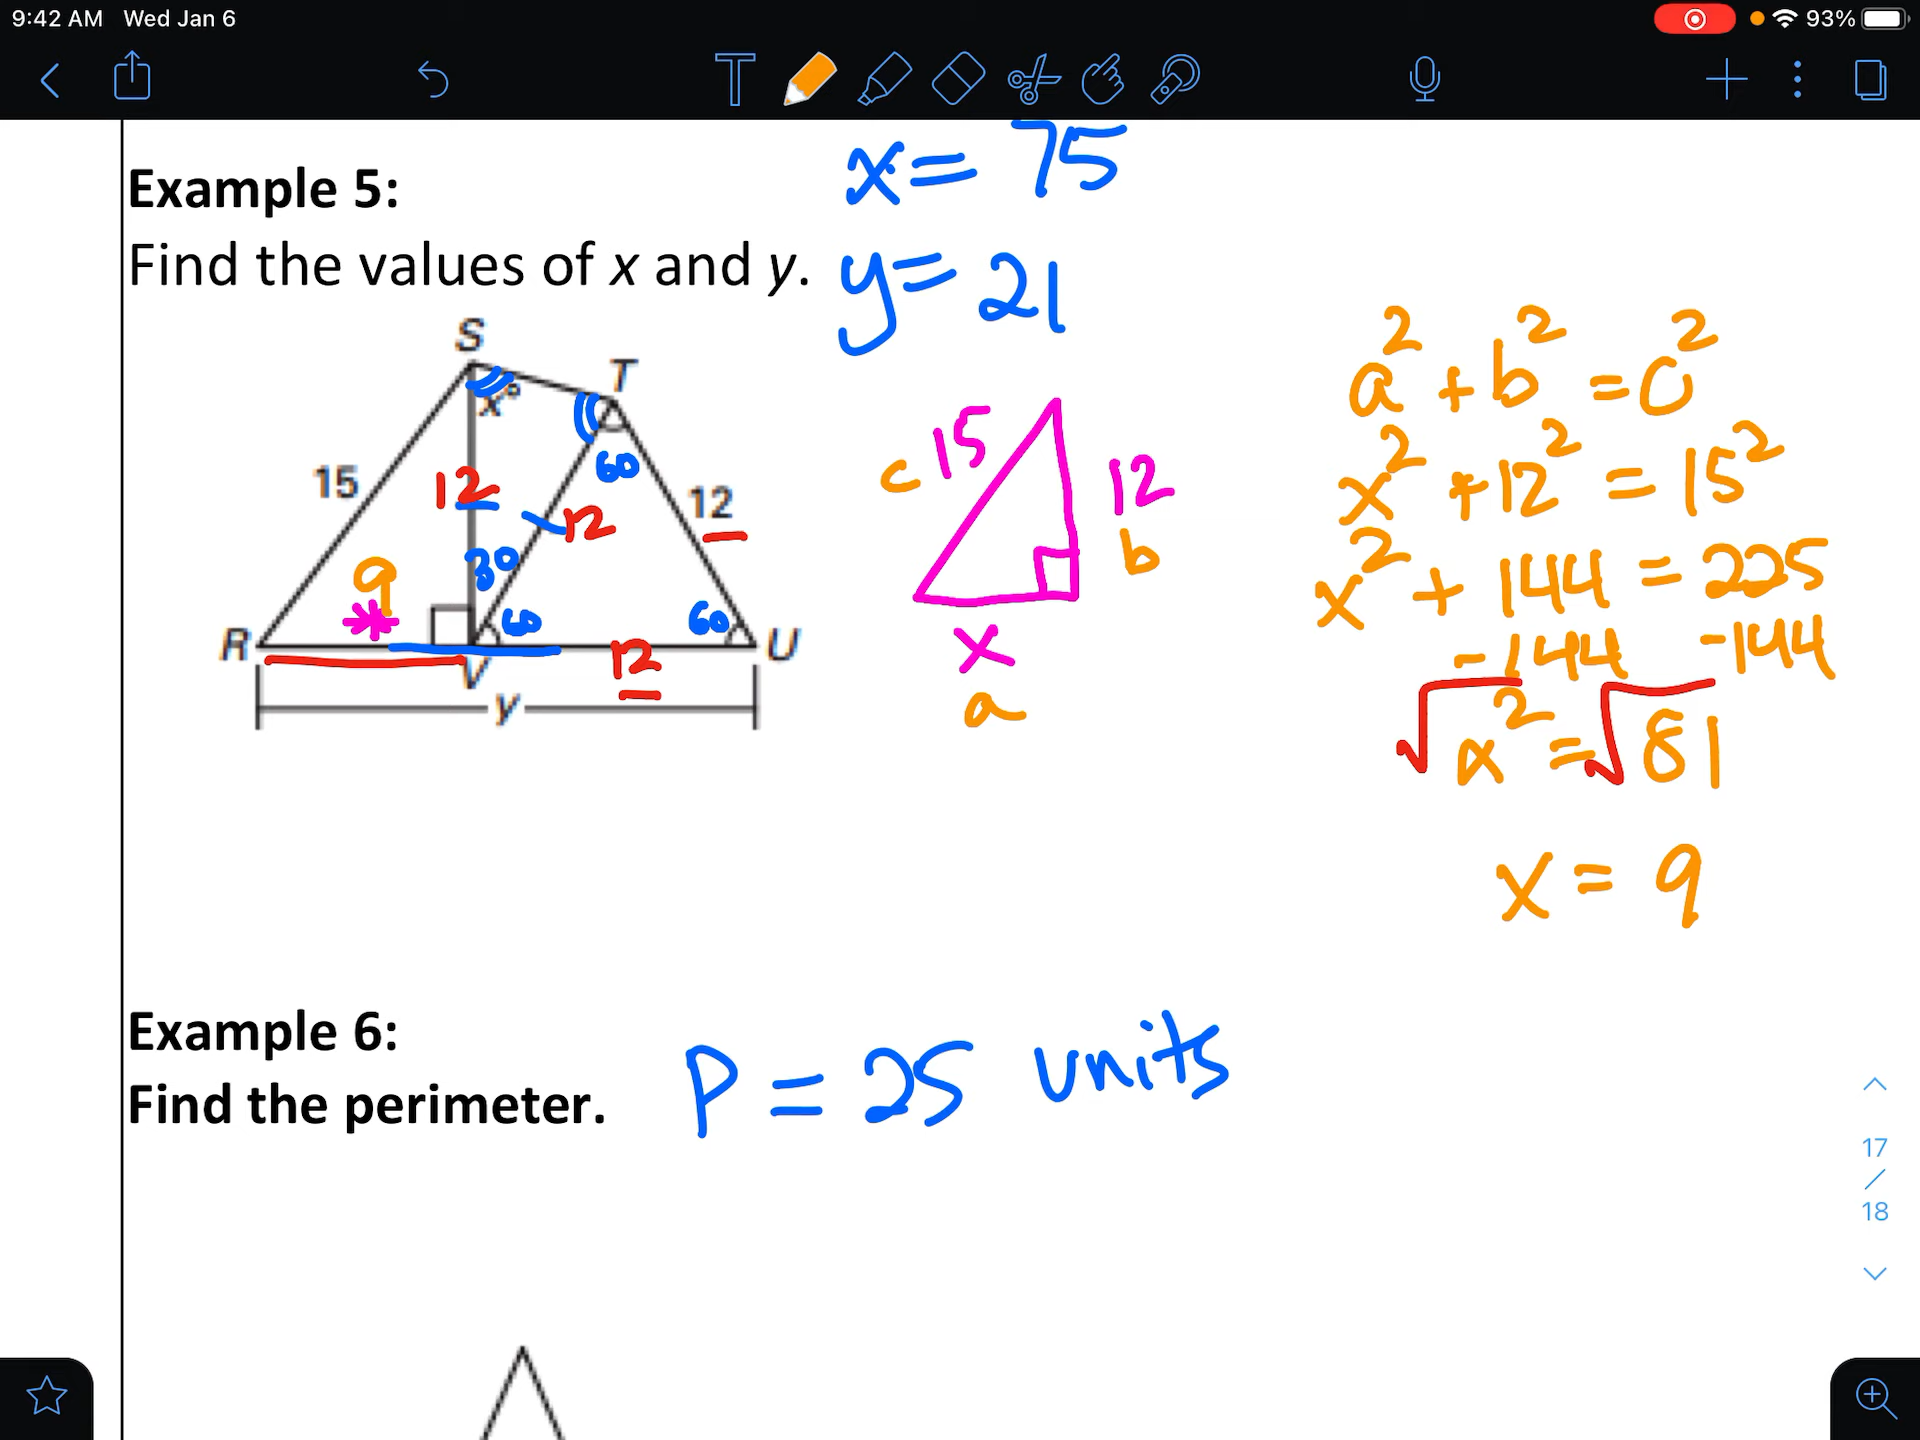 9:42 AM Wed Jan 6
93%
T
x = 75
Example 5:
Find the values of x and y.
y = 21
S
T
x°
15
12
60
12
12
30
9
60
60
R
V
U
12
y
c 15
12
b
x
a
a² + b² = c²
x² + 12² = 15²
x² + 144 = 225
-144 -144
√x² = √81
x = 9
Example 6:
Find the perimeter.
P = 25 units
17
/
18